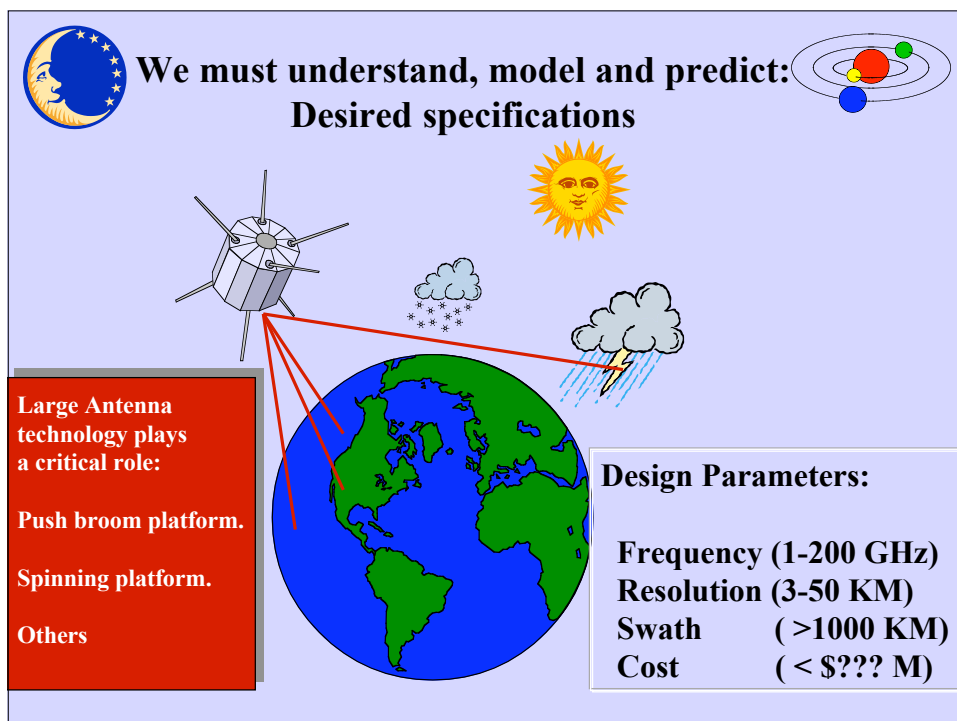 We must understand, model and predict:
Desired specifications
Large Antenna
technology plays
a critical role:
Push broom platform.
Spinning platform.
Others
Design Parameters:
Frequency (1-200 GHz)
Resolution (3-50 KM)
Swath ( >1000 KM)
Cost ( < $??? M)